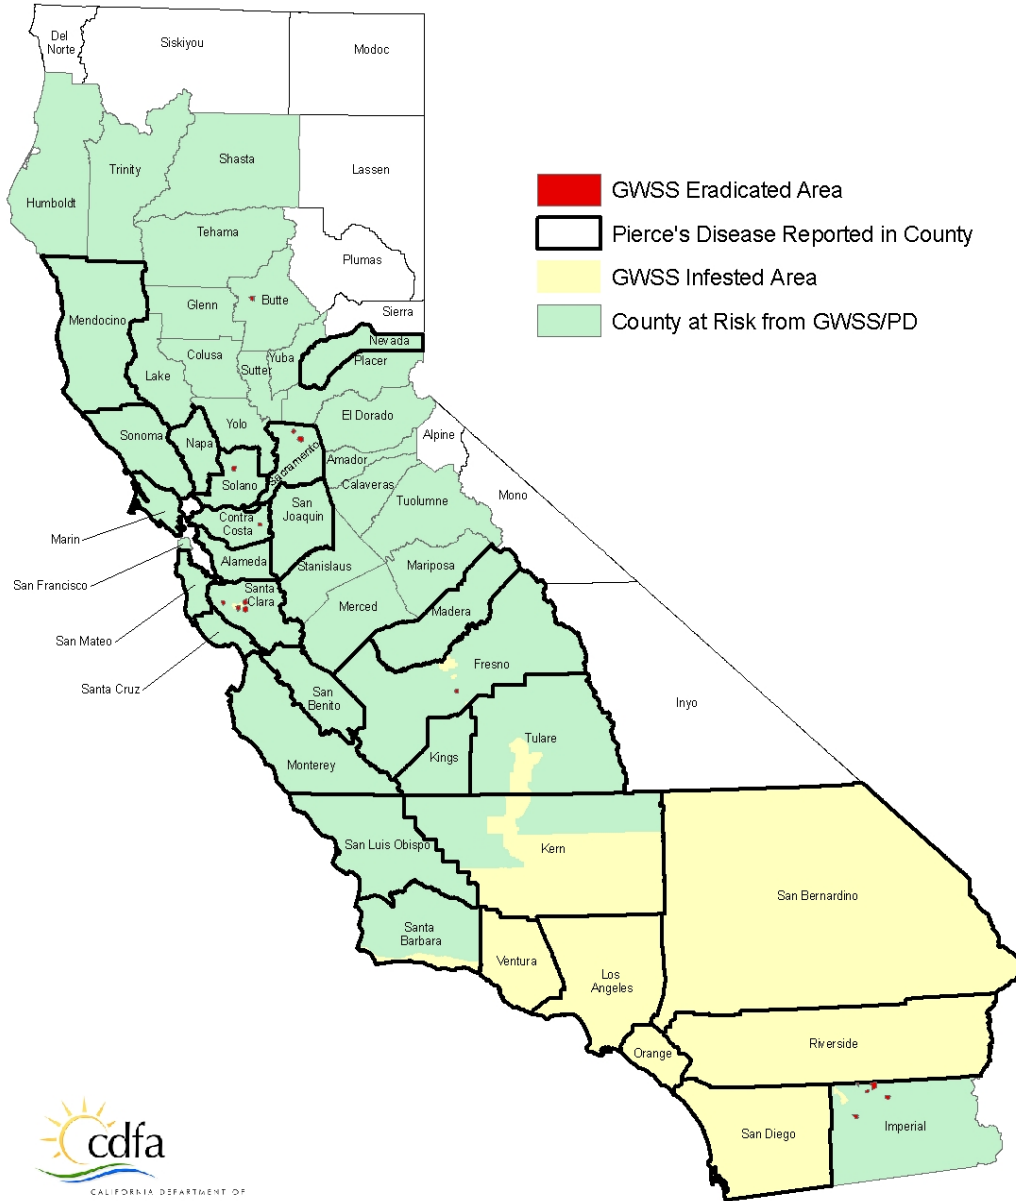 Del
Norte
Siskiyou
Modoc
Humboldt
Trinity
Shasta
Lassen
Tehama
Plumas
GWSS Eradicated Area
Pierce's Disease Reported in County
GWSS Infested Area
County at Risk from GWSS/PD
Mendocino
Glenn
Butte
Sierra
Nevada
Placer
Yuba
Sutter
Colusa
Lake
Sonoma
Napa
Yolo
El Dorado
Alpine
Solano
Sacramento
Amador
Calaveras
Tuolumne
Mono
Marin
Contra
Costa
San
Joaquin
San Francisco
Alameda
Stanislaus
Mariposa
San Mateo
Santa
Clara
Merced
Madera
Santa Cruz
Fresno
San
Benito
Inyo
Monterey
Kings
Tulare
San Luis Obispo
Kern
San Bernardino
Santa
Barbara
Ventura
Los
Angeles
Orange
Riverside
San Diego
Imperial
cdfa
CALIFORNIA DEPARTMENT OF